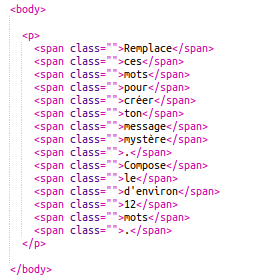 <body>
<p>
<span class="">Remplace</span>
<span class="">ces</span>
<span class="">mots</span>
<span class="">pour</span>
<span class="">créer</span>
<span class="">ton</span>
<span class="">message</span>
<span class="">mystère</span>
<span class="">.</span>
<span class="">Compose</span>
<span class="">le</span>
<span class="">d'environ</span>
<span class="">12</span>
<span class="">mots</span>
<span class="">.</span>
</p>
</body>